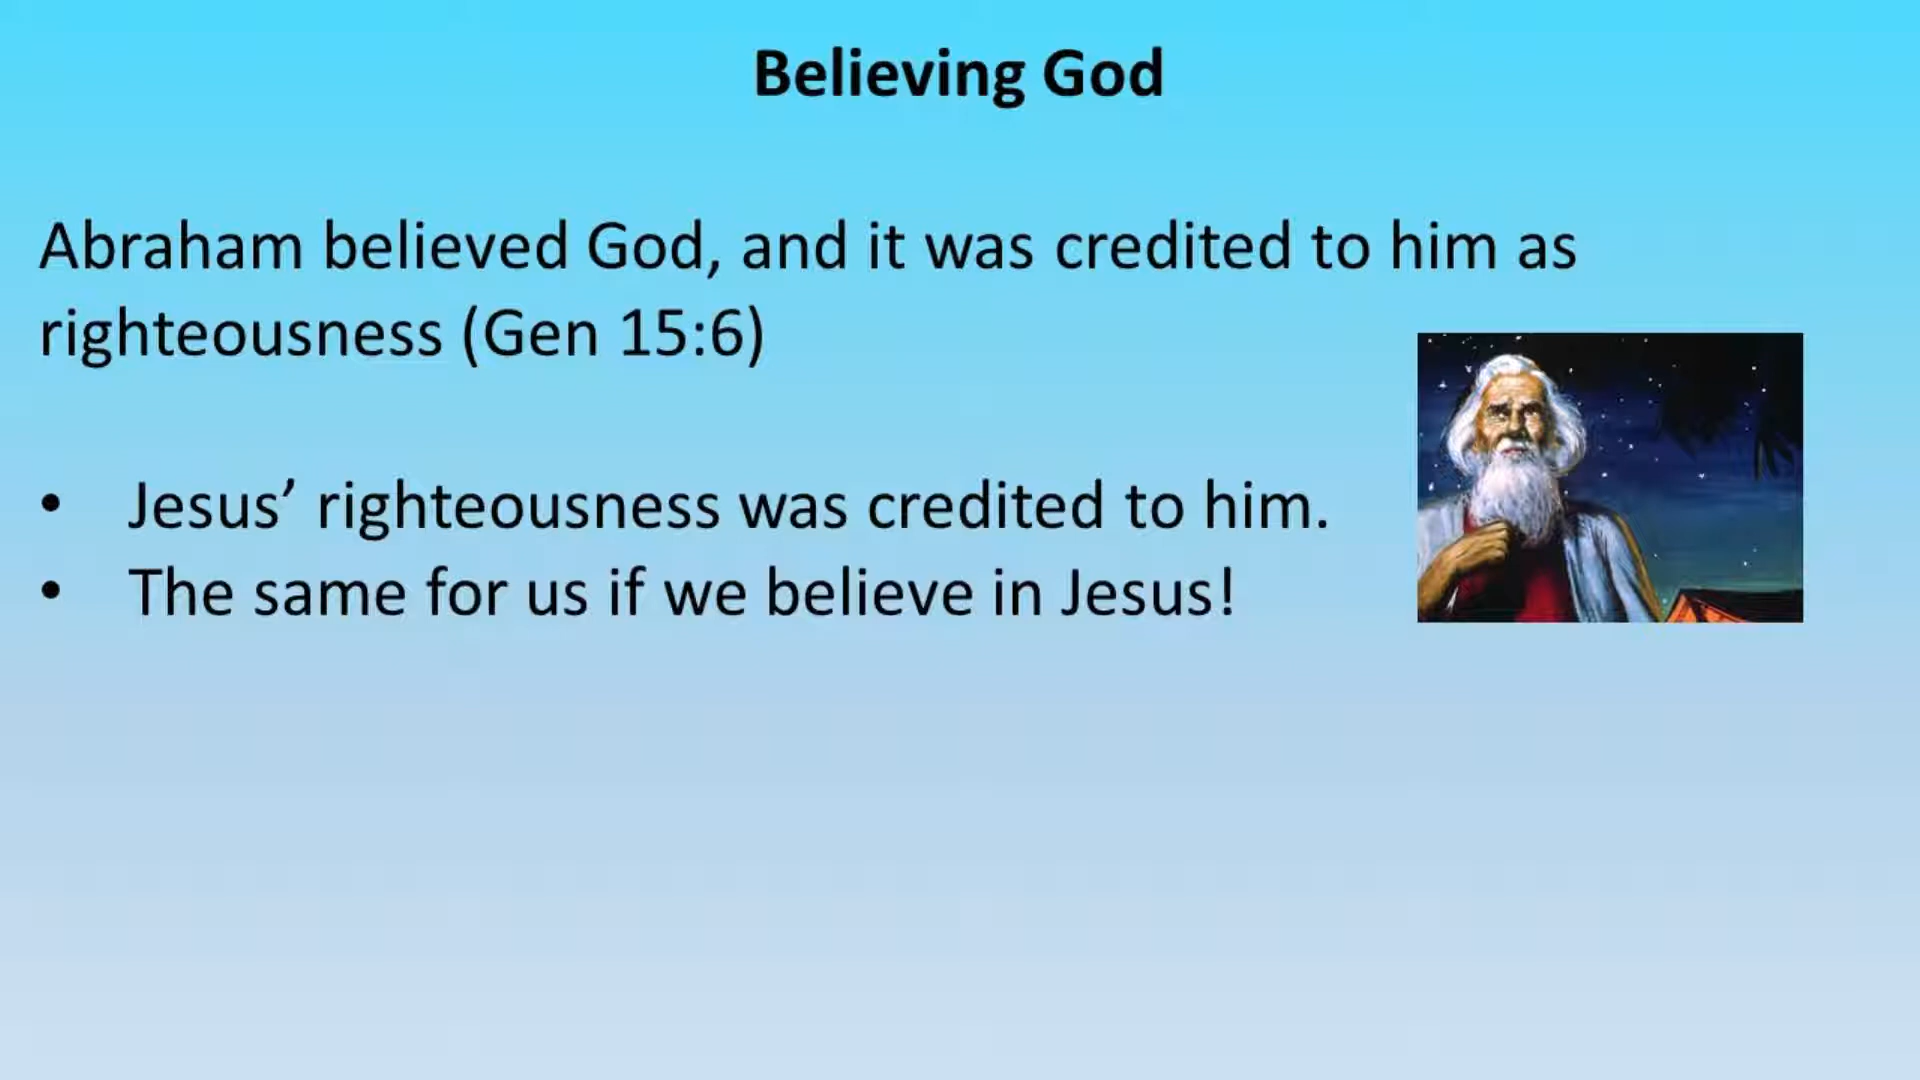 Believing God
Abraham believed God, and it was credited to him as
righteousness (Gen 15:6)
• Jesus’ righteousness was credited to him.
• The same for us if we believe in Jesus!